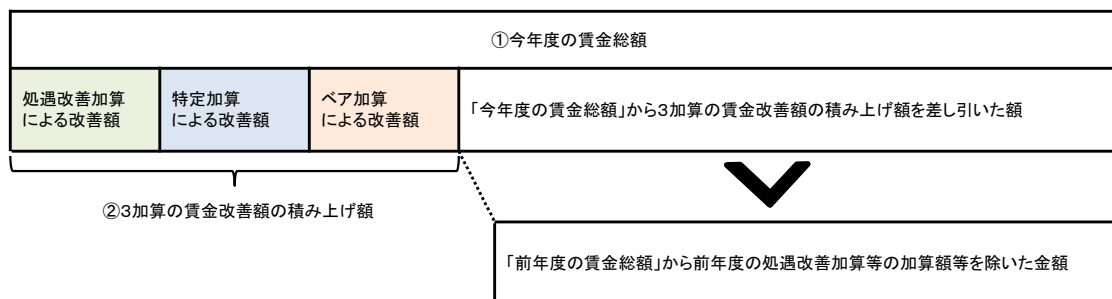 ①今年度の賃金総額
処遇改善加算
による改善額
特定加算
による改善額
ベア加算
による改善額
「今年度の賃金総額」から3加算の賃金改善額の積み上げ額を差し引いた額
②3加算の賃金改善額の積み上げ額
「前年度の賃金総額」から前年度の処遇改善加算等の加算額等を除いた金額